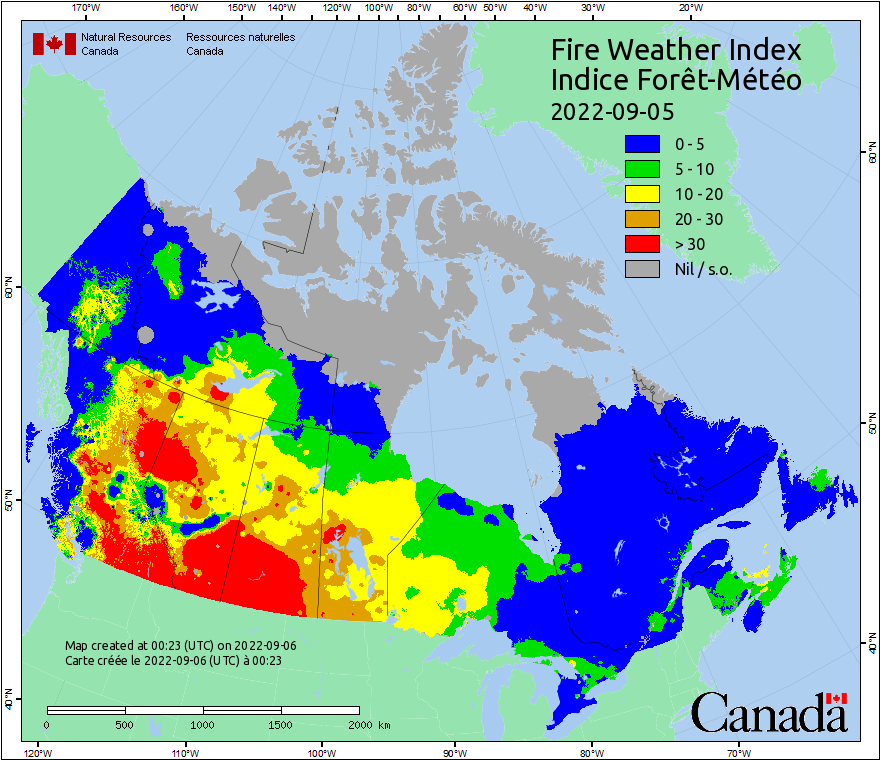 170°W 160°W 150°W 140°W 130°W 120°W 110°W 100°W 90°W 80°W 70°W 60°W 50°W 40°W 30°W 20°W
Natural Resources Ressources naturelles
Canada Canada
Fire Weather Index
Indice Forêt-Météo
2022-09-05
0 - 5
5 - 10
10 - 20
20 - 30
> 30
Nil / s.o.
60°N
60°N
50°N
50°N
40°N
40°N
Map created at 00:23 (UTC) on 2022-09-06
Carte créée le 2022-09-06 (UTC) à 00:23
0 500 1000 1500 2000 km
Canada
120°W 110°W 100°W 90°W 80°W 70°W